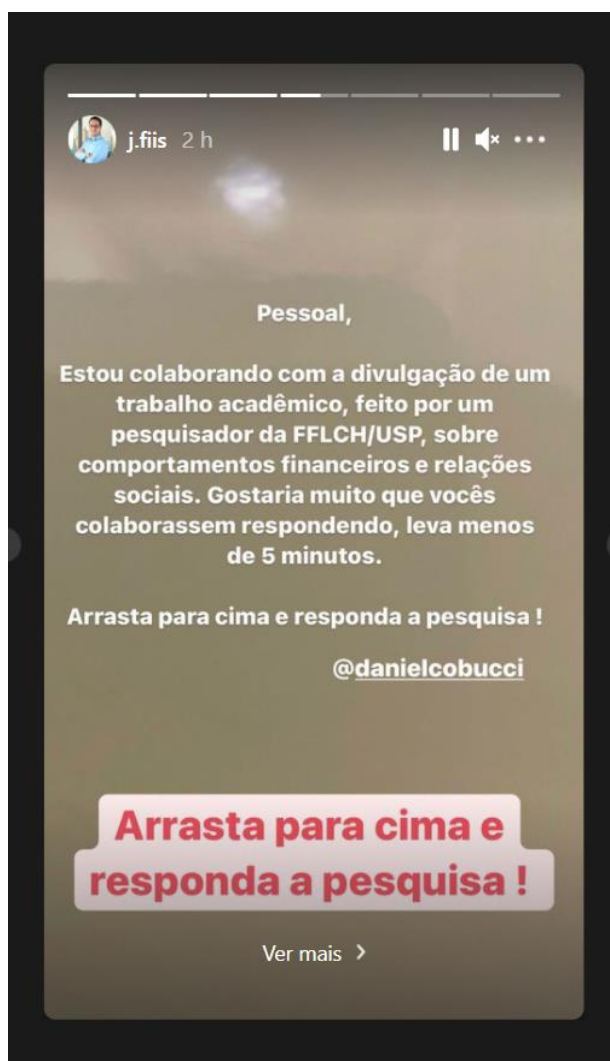 j.fiis 2 h
Pessoal,
Estou colaborando com a divulgação de um
trabalho acadêmico, feito por um
pesquisador da FFLCH/USP, sobre
comportamentos financeiros e relações
sociais. Gostaria muito que vocês
colaborassem respondendo, leva menos
de 5 minutos.
Arrasta para cima e responda a pesquisa !
@danielcobucci
Arrasta para cima e
responda a pesquisa !
Ver mais